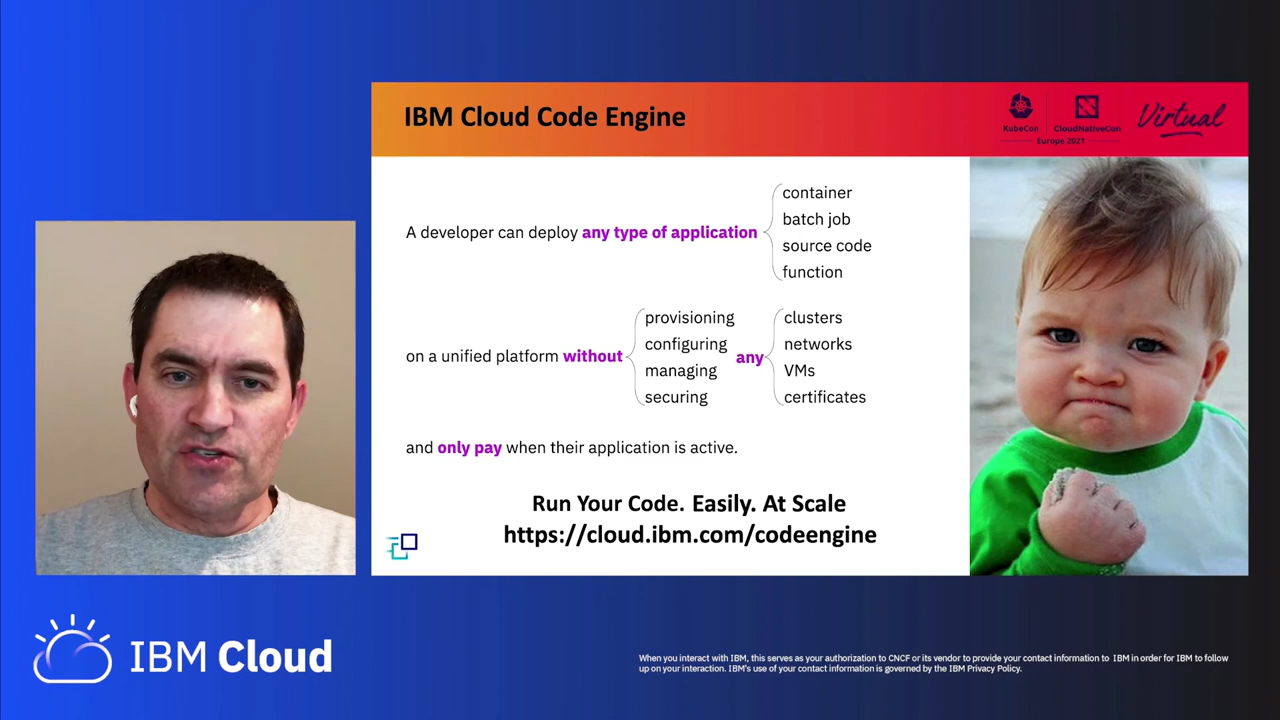 IBM Cloud Code Engine
KubeCon
CloudNativeCon
Europe 2021
Virtual
A developer can deploy any type of application
container
batch job
source code
function
on a unified platform without
provisioning
configuring
managing
securing
any
clusters
networks
VMs
certificates
and only pay when their application is active.
Run Your Code. Easily. At Scale
https://cloud.ibm.com/codeengine
IBM Cloud
When you interact with IBM, this serves as your authorization to CNCF or its vendor to provide your contact information to IBM in order for IBM to follow
up on your interaction. IBM's use of your contact information is governed by the IBM Privacy Policy.